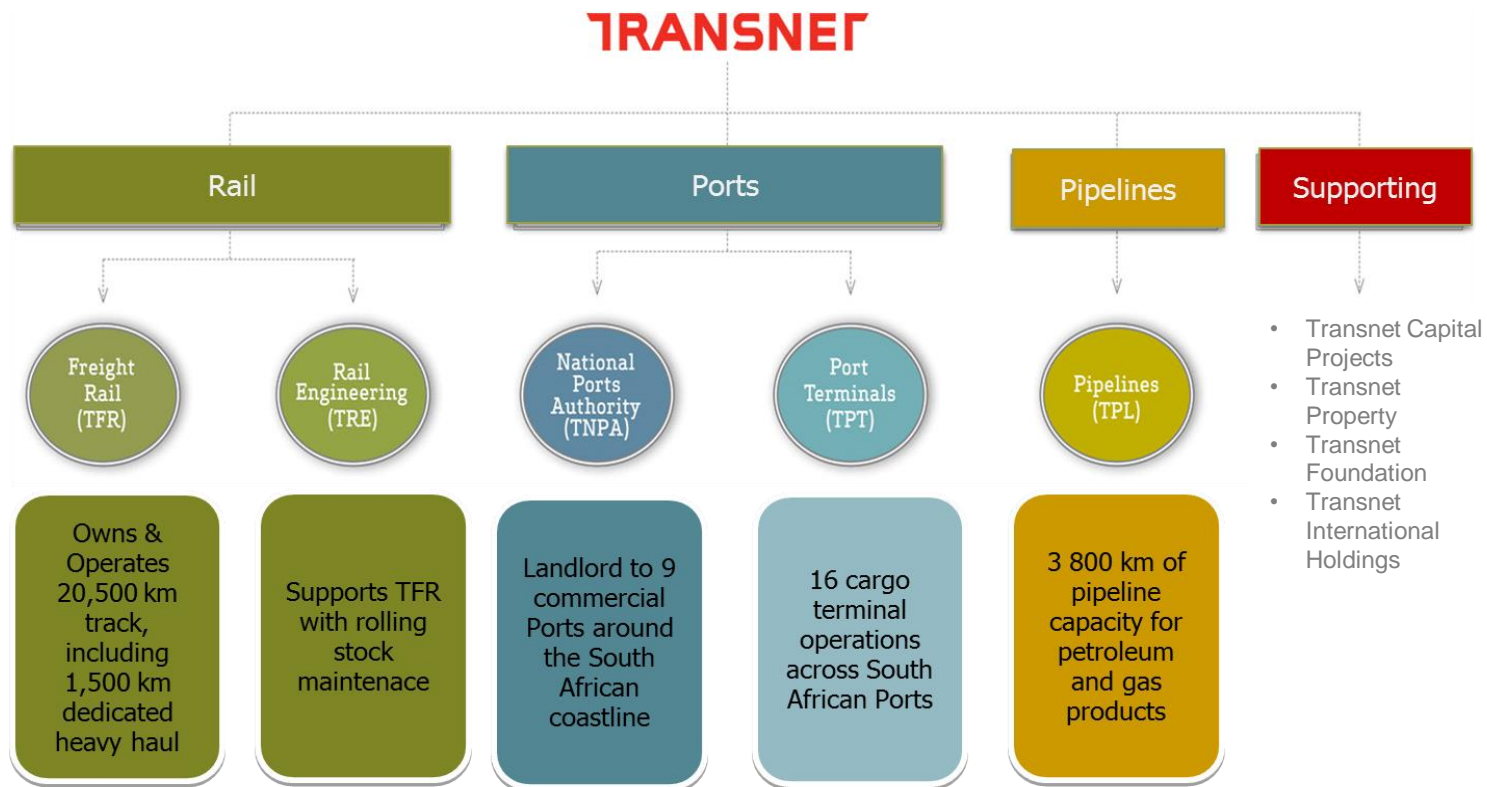 TRANSNET
Rail
Ports
Pipelines
Supporting
Freight
Rail
(TFR)
Rail
Engineering
(TRE)
National
Ports
Authority
(TNPA)
Port
Terminals
(TPT)
Pipelines
(TPL)
• Transnet Capital
Projects
• Transnet
Property
• Transnet
Foundation
• Transnet
International
Holdings
Owns &
Operates
20,500 km
track,
including
1,500 km
dedicated
heavy haul
Supports TFR
with rolling
stock
maintenace
Landlord to 9
commercial
Ports around
the South
African
coastline
16 cargo
terminal
operations
across South
African Ports
3 800 km of
pipeline
capacity for
petroleum
and gas
products